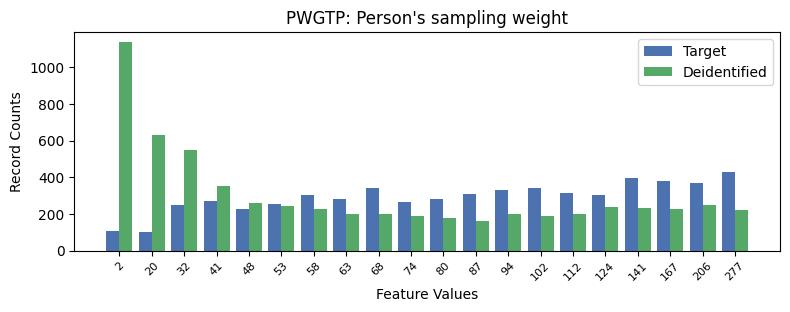 PWGTP: Person's sampling weight
Target
Deidentified
Record Counts
1000
800
600
400
200
0
2 20 32 41 48 53 58 63 68 74 80 87 94 102 112 124 141 167 206 277
Feature Values